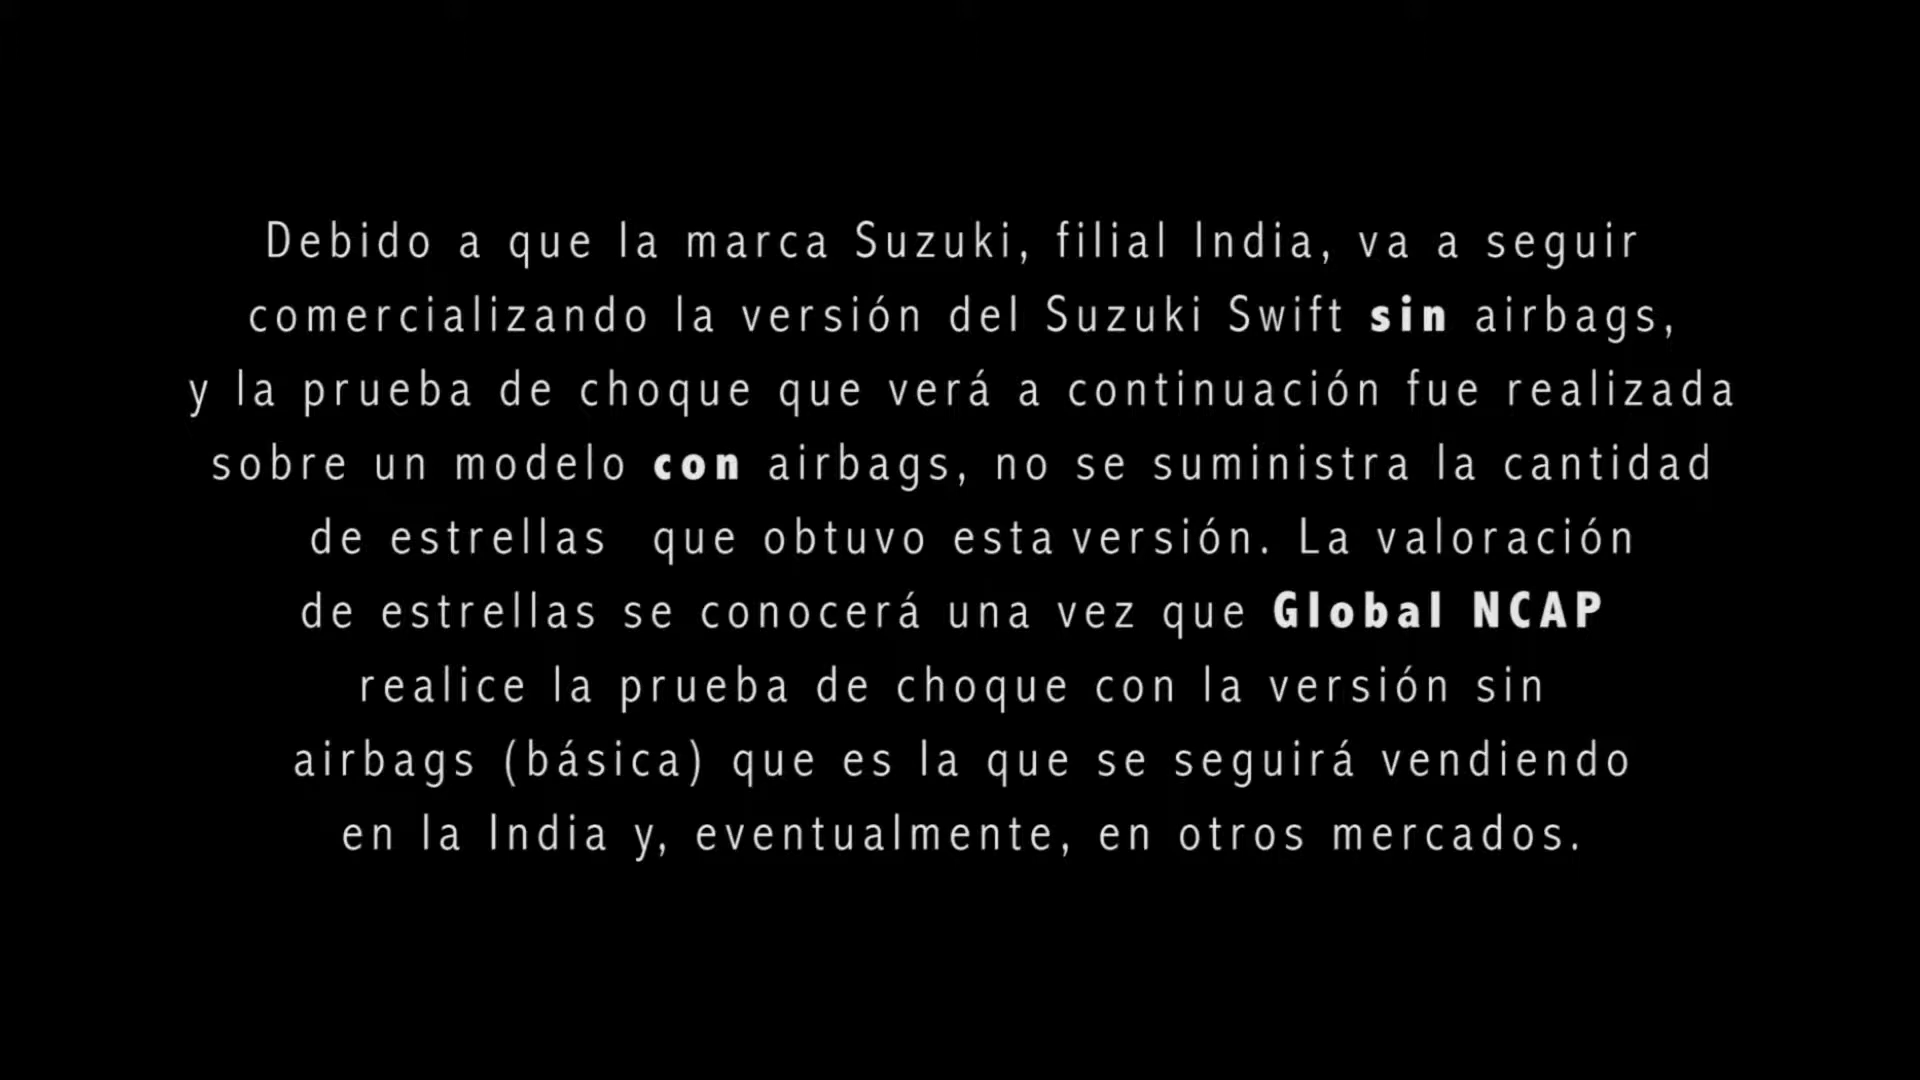 Debido a que la marca Suzuki, filial India, va a seguir
comercializando la versión del Suzuki Swift sin airbags,
y la prueba de choque que verá a continuación fue realizada
sobre un modelo con airbags, no se suministra la cantidad
de estrellas que obtuvo esta versión. La valoración
de estrellas se conocerá una vez que Global NCAP
realice la prueba de choque con la versión sin
airbags (básica) que es la que se seguirá vendiendo
en la India y, eventualmente, en otros mercados.